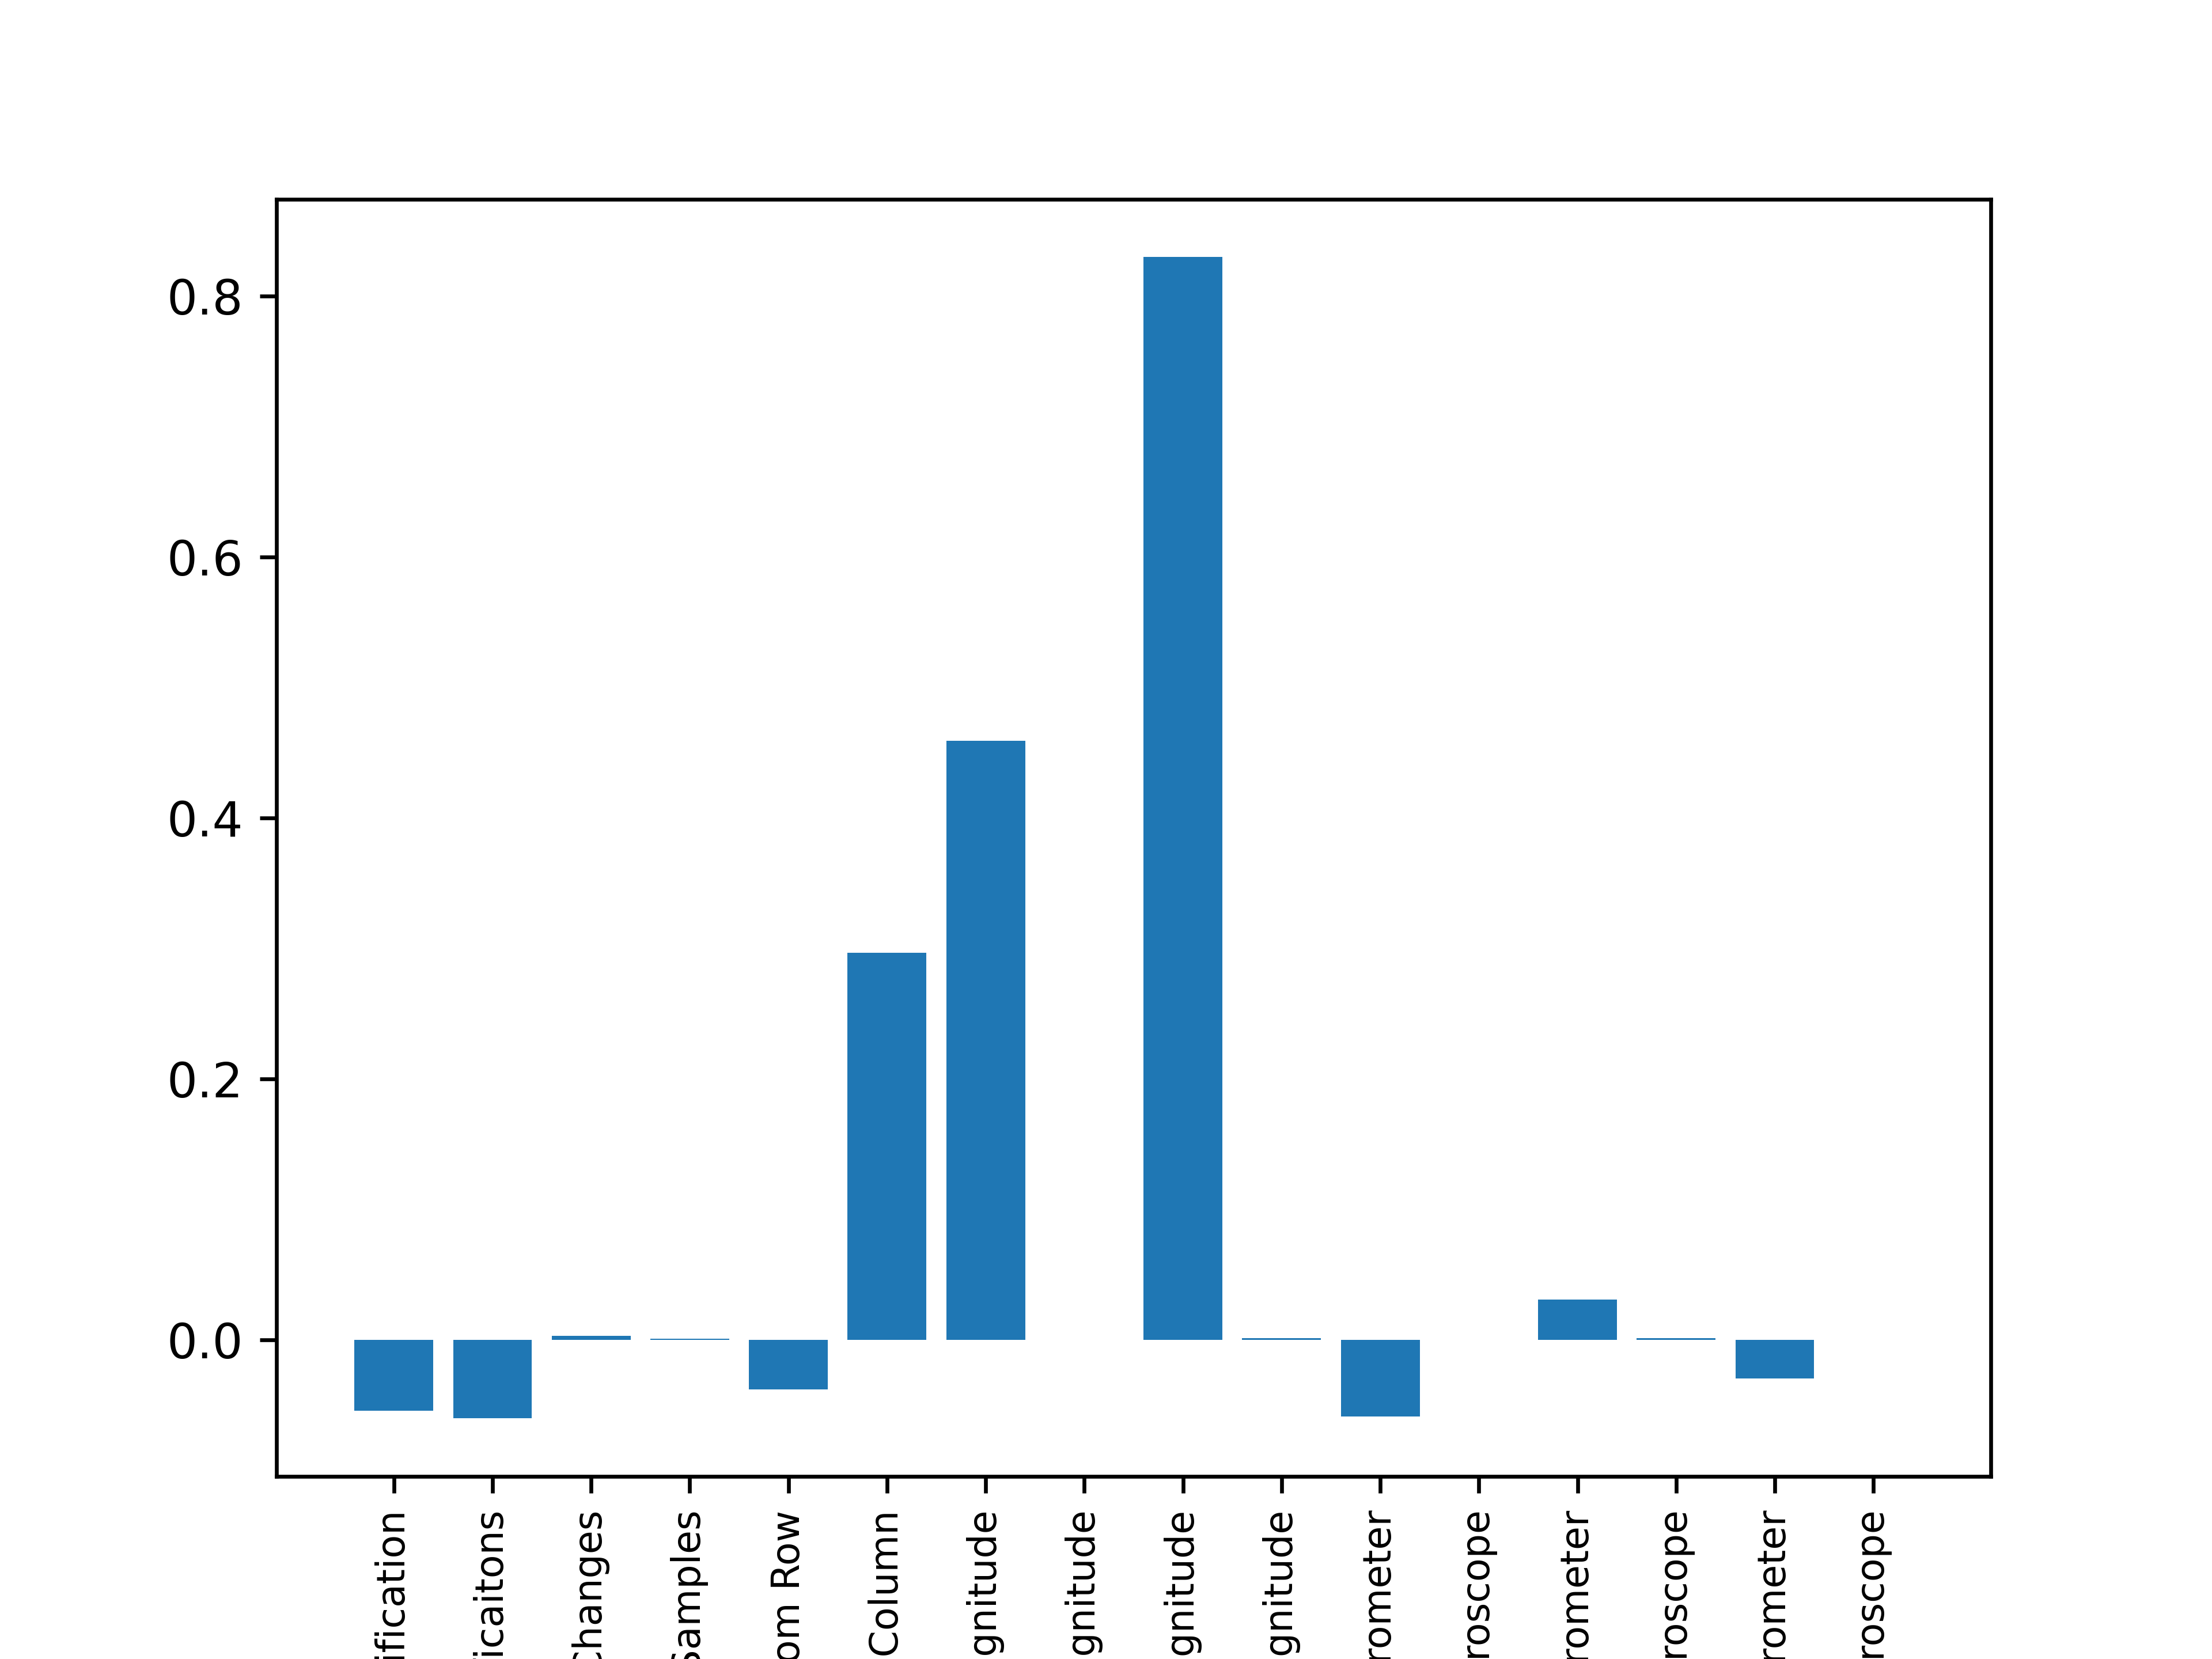 0.8
0.6
0.4
0.2
0.0
ification
icaitons
Changes
Samples
om Row
Column
gnitude
gnitude
gnitude
gnitude
rometer
roscope
rometer
roscope
rometer
roscope